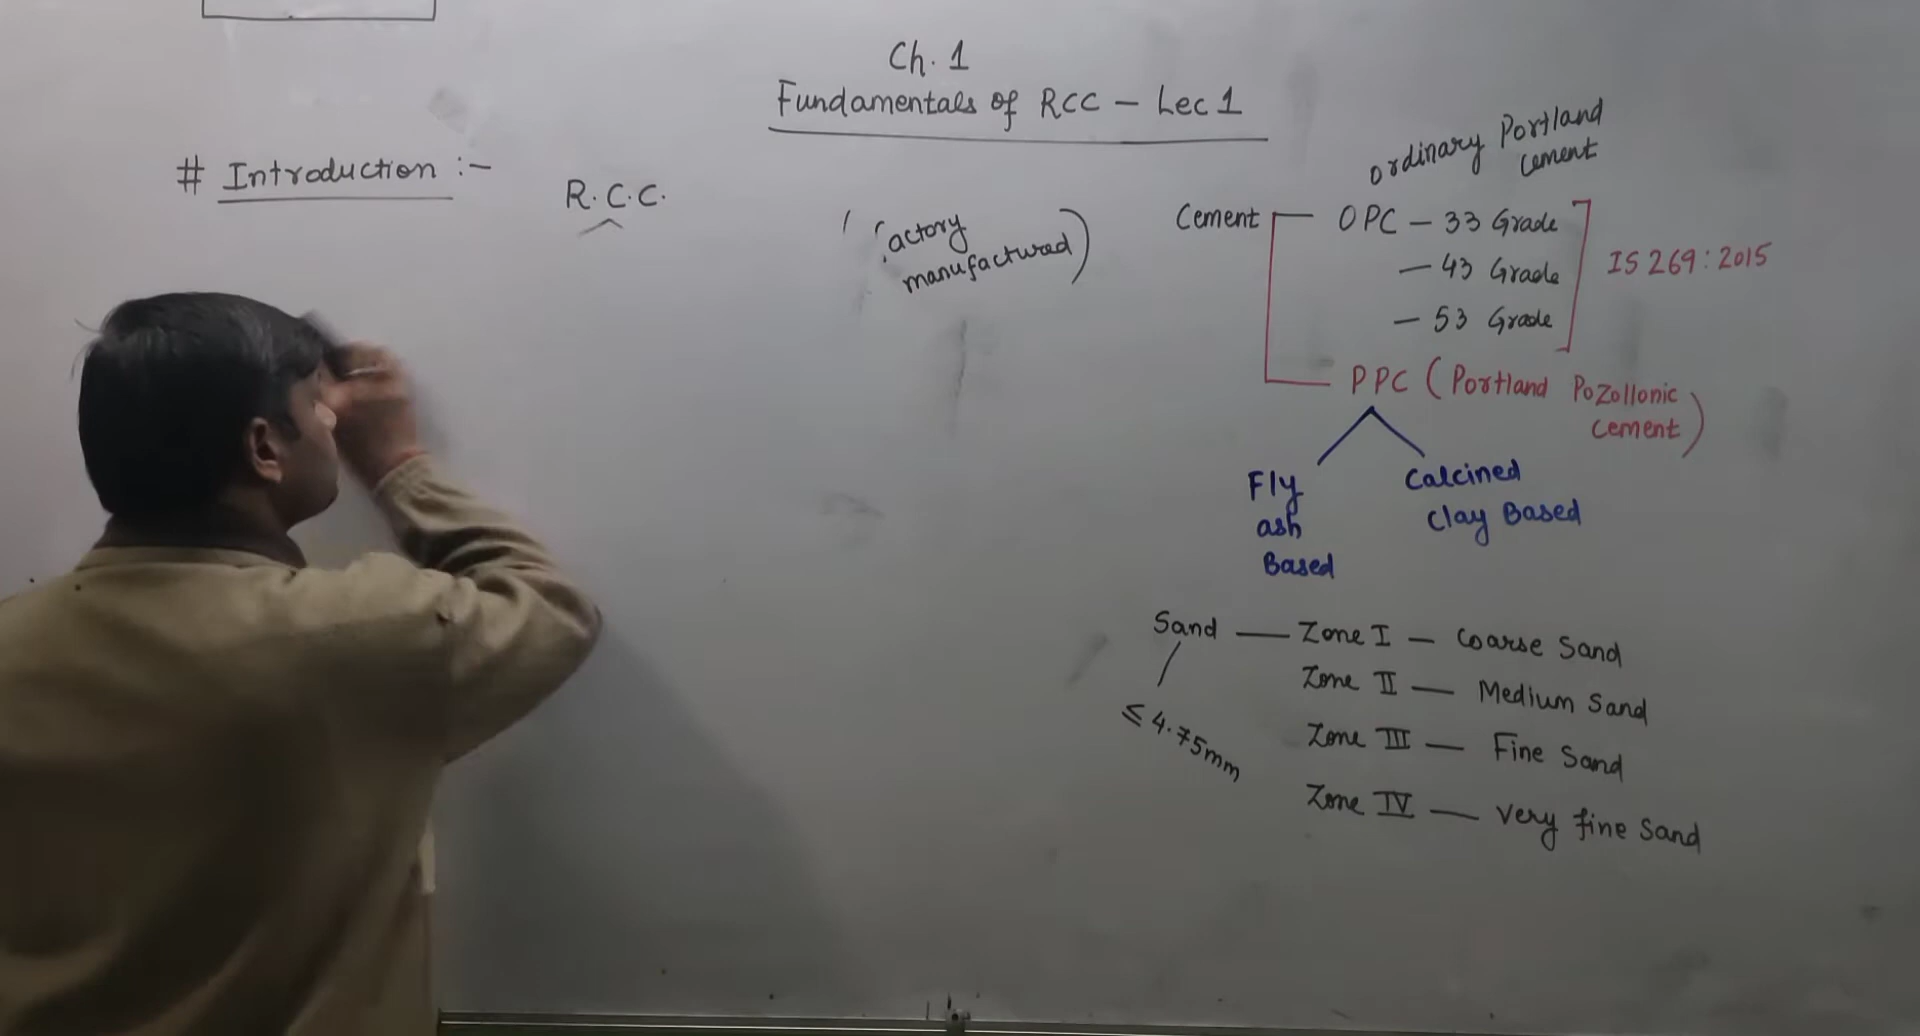 Ch. 1
Fundamentals of RCC – Lec 1
# Introduction :-
R.C.C.
(actory
manufactured)
Ordinary Portland
Cement
Cement
OPC – 33 Grade
– 43 Grade
– 53 Grade
IS 269 : 2015
PPC (Portland Pozollonic
Cement)
Fly
ash
Based
Calcined
Clay Based
Sand — Zone I – Coarse Sand
Zone II — Medium Sand
Zone III — Fine Sand
Zone IV — Very fine Sand
≤ 4.75mm